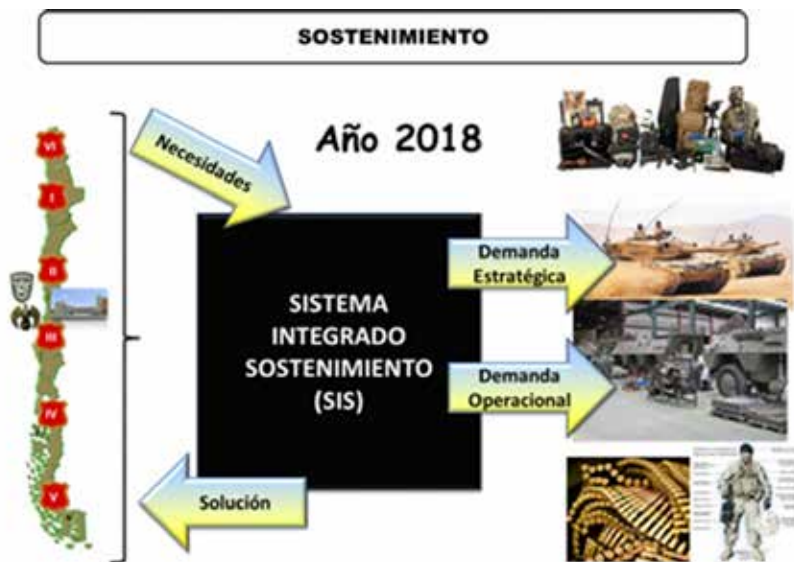 SOSTENIMIENTO
Año 2018
Necesidades
VI
I
II
III
IV
V
SISTEMA
INTEGRADO
SOSTENIMIENTO
(SIS)
Demanda
Estratégica
Demanda
Operacional
Solución